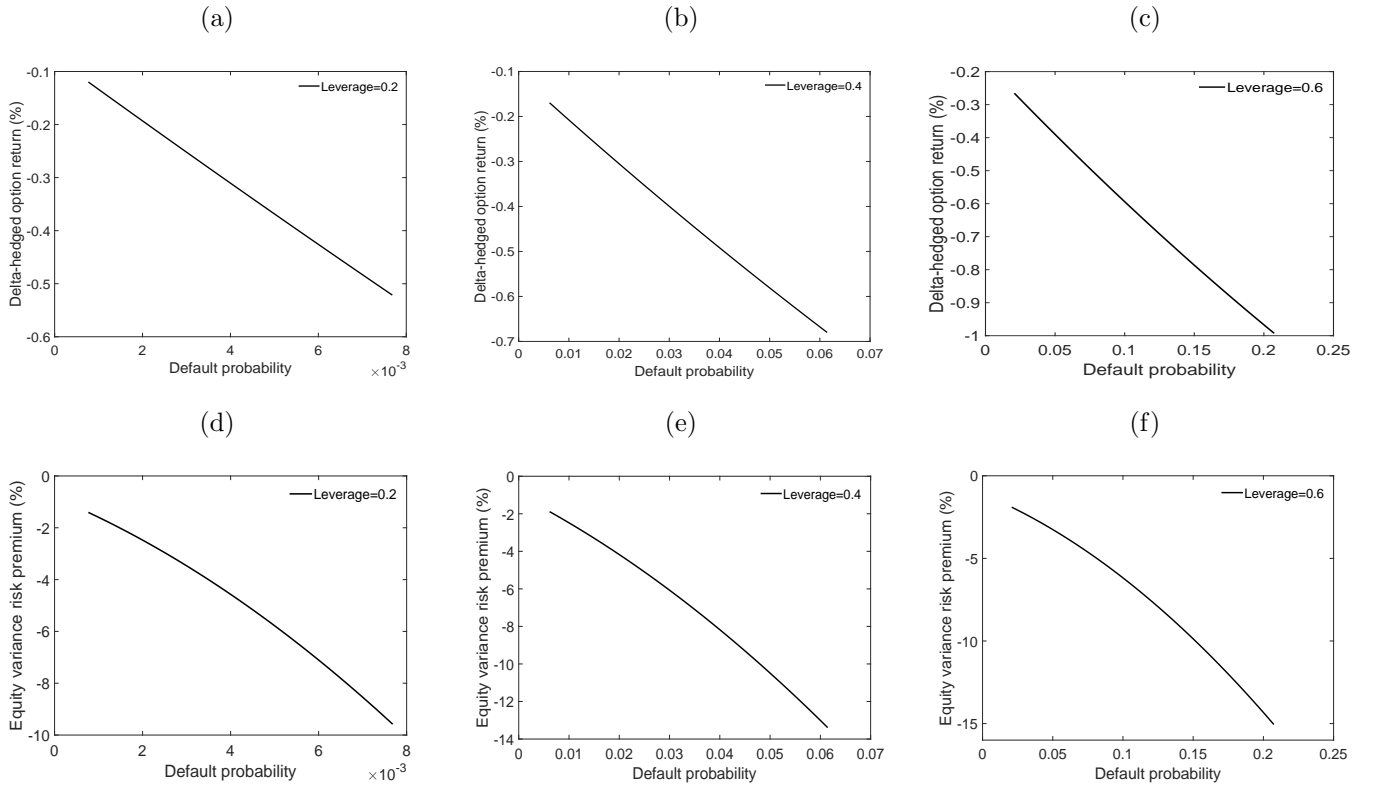 (a)
-0.1
-0.2
-0.3
-0.4
-0.5
-0.6
Delta-hedged option return (%)
Leverage=0.2
0 2 4 6 8
Default probability
×10⁻³
(b)
-0.1
-0.2
-0.3
-0.4
-0.5
-0.6
-0.7
Delta-hedged option return (%)
Leverage=0.4
0 0.01 0.02 0.03 0.04 0.05 0.06 0.07
Default probability
(c)
-0.2
-0.3
-0.4
-0.5
-0.6
-0.7
-0.8
-0.9
-1
Delta-hedged option return (%)
Leverage=0.6
0 0.05 0.1 0.15 0.2 0.25
Default probability
(d)
0
-2
-4
-6
-8
-10
Equity variance risk premium (%)
Leverage=0.2
0 2 4 6 8
Default probability
×10⁻³
(e)
0
-2
-4
-6
-8
-10
-12
-14
Equity variance risk premium (%)
Leverage=0.4
0 0.01 0.02 0.03 0.04 0.05 0.06 0.07
Default probability
(f)
0
-5
-10
-15
Equity variance risk premium (%)
Leverage=0.6
0 0.05 0.1 0.15 0.2 0.25
Default probability